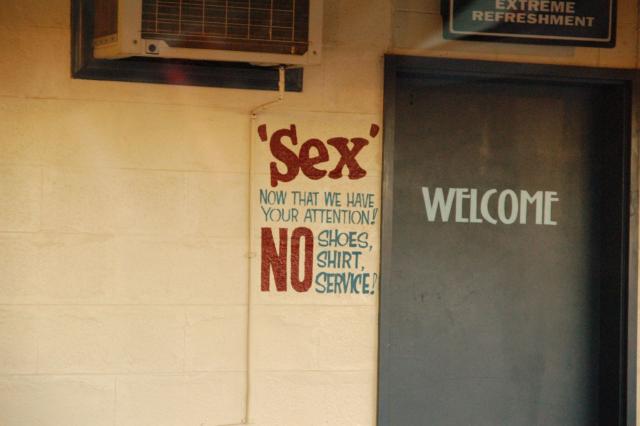 EXTREME
REFRESHMENT
'Sex'
NOW THAT WE HAVE
YOUR ATTENTION!
NO SHOES,
SHIRT,
SERVICE!
WELCOME